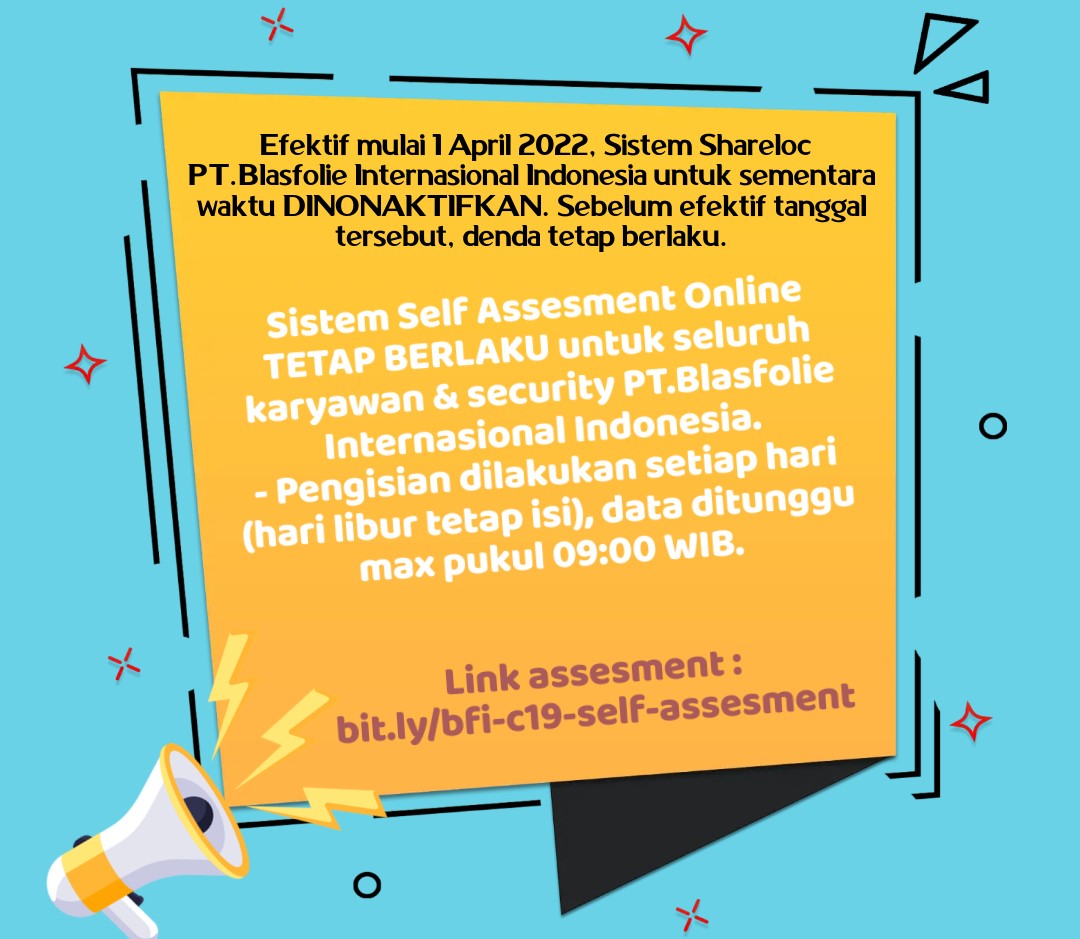 Efektif mulai 1 April 2022, Sistem Shareloc
PT.Blasfolie Internasional Indonesia untuk sementara
waktu DINONAKTIFKAN. Sebelum efektif tanggal
tersebut, denda tetap berlaku.
Sistem Self Assesment Online
TETAP BERLAKU untuk seluruh
karyawan & security PT.Blasfolie
Internasional Indonesia.
- Pengisian dilakukan setiap hari
(hari libur tetap isi), data ditunggu
max pukul 09:00 WIB.
Link assesment :
bit.ly/bfi-c19-self-assesment